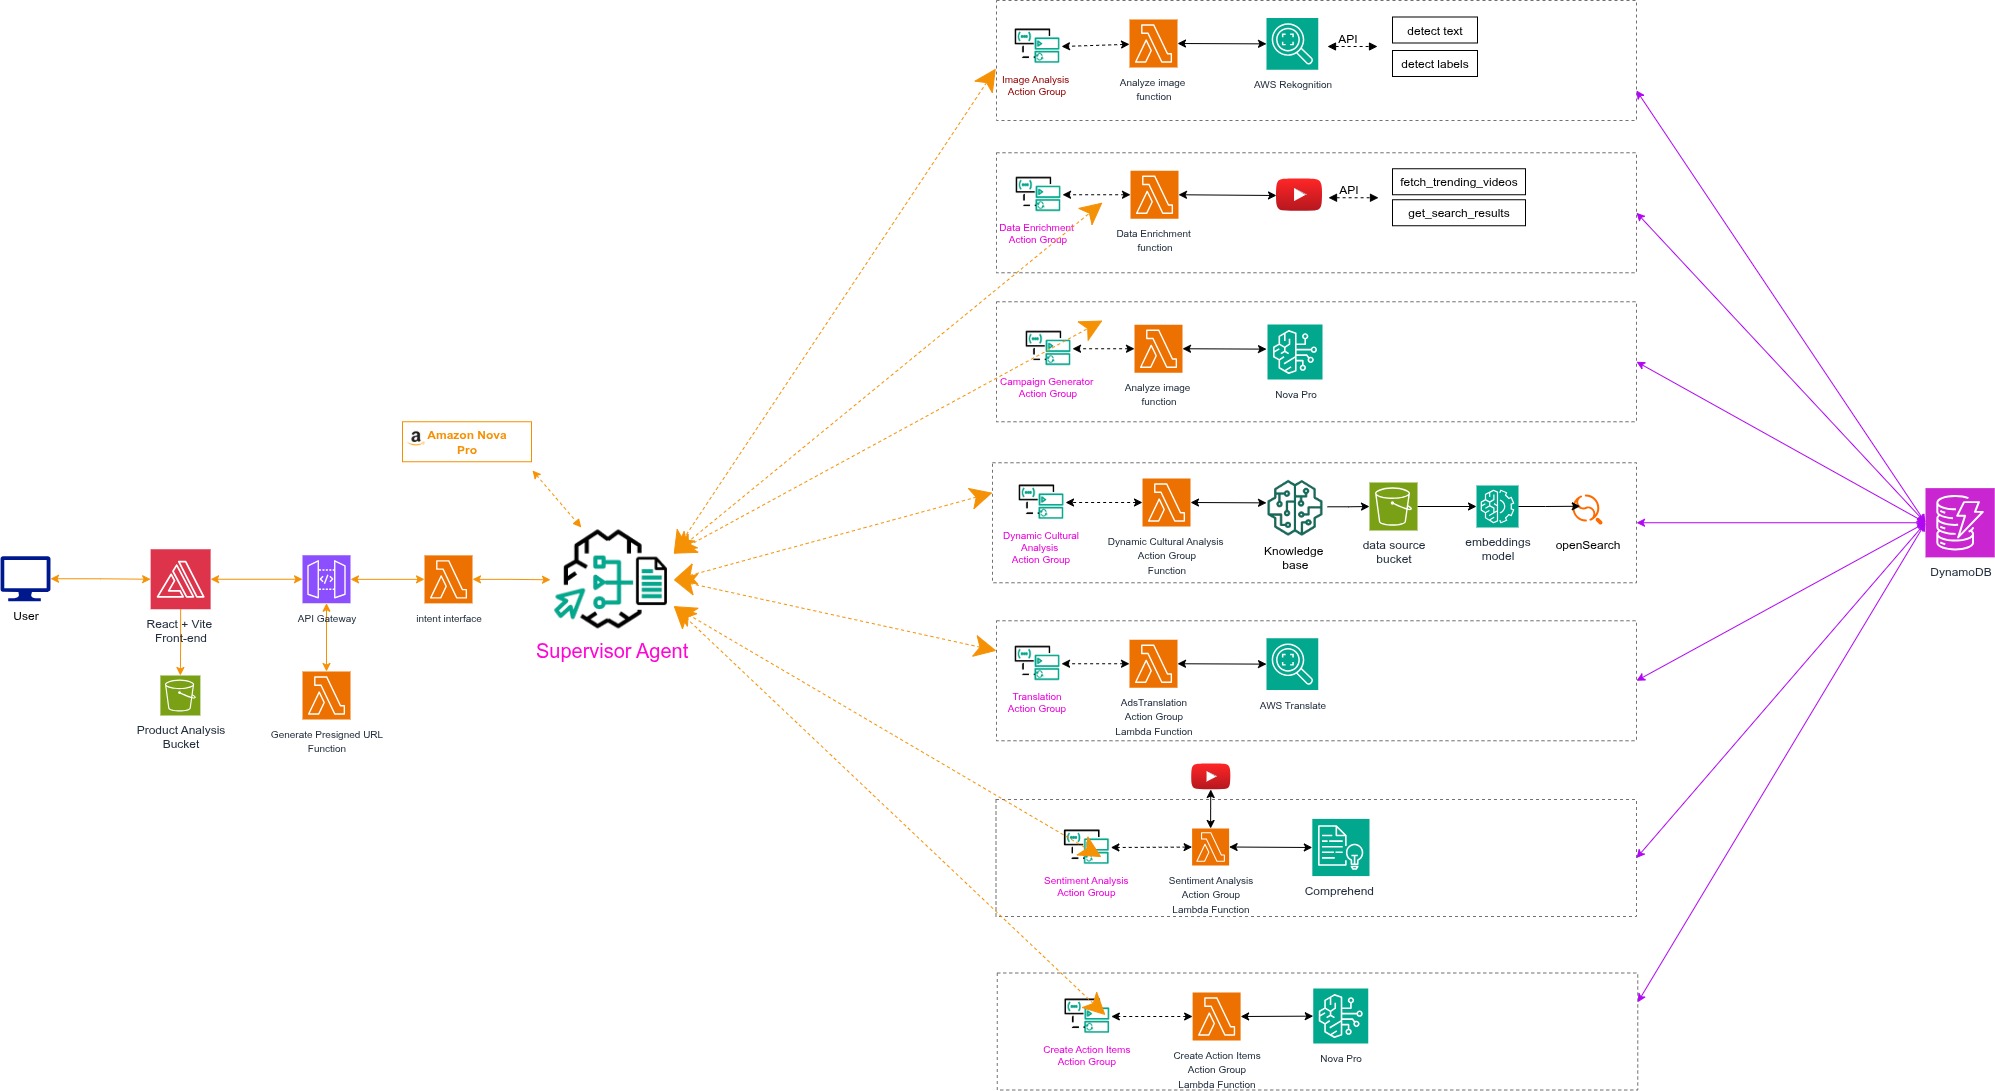 Image Analysis
Action Group
Analyze image
function
AWS Rekognition
API
detect text
detect labels
Data Enrichment
Action Group
Data Enrichment
function
API
fetch_trending_videos
get_search_results
Campaign Generator
Action Group
Analyze image
function
Nova Pro
a Amazon Nova
Pro
Dynamic Cultural
Analysis
Action Group
Dynamic Cultural Analysis
Action Group
Function
Knowledge
base
data source
bucket
embeddings
model
openSearch
DynamoDB
User
React + Vite
Front-end
API Gateway
intent interface
Supervisor Agent
Product Analysis
Bucket
Generate Presigned URL
Function
Translation
Action Group
AdsTranslation
Action Group
Lambda Function
AWS Translate
Sentiment Analysis
Action Group
Sentiment Analysis
Action Group
Lambda Function
Comprehend
Create Action Items
Action Group
Create Action Items
Action Group
Lambda Function
Nova Pro